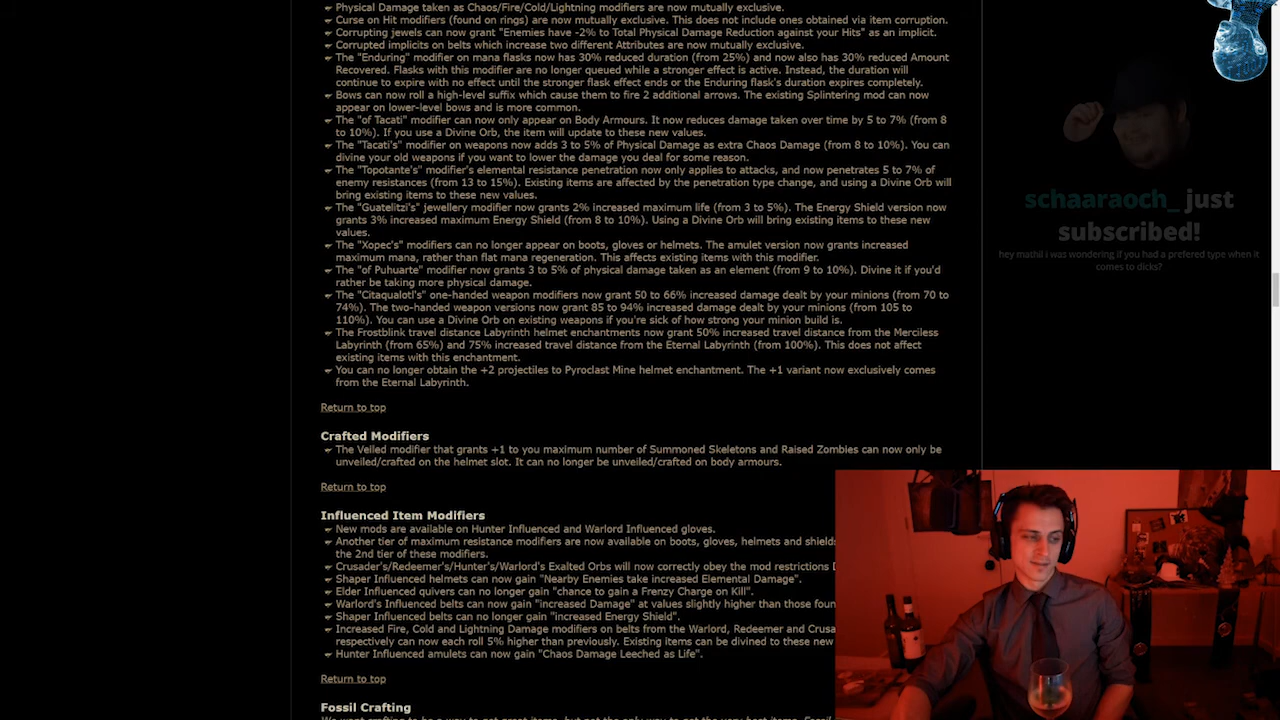 Physical Damage taken as Chaos/Fire/Cold/Lightning modifiers are now mutually exclusive.
Curse on Hit modifiers (found on rings) are now mutually exclusive. This does not include ones obtained via item corruption.
Corrupting jewels can now grant "Enemies have -2% to Total Physical Damage Reduction against your Hits" as an implicit.
Corrupted implicits on belts which increase two different Attributes are now mutually exclusive.
The "Enduring" modifier on mana flasks now has 30% reduced duration (from 25%) and now also has 30% reduced Amount
Recovered. Flasks with this modifier are no longer queued while a stronger effect is active. Instead, the duration will
continue to expire with no effect until the stronger flask effect ends or the Enduring flask's duration expires completely.
Bows can now roll a high-level suffix which cause them to fire 2 additional arrows. The existing Splintering mod can now
appear on lower-level bows and is more common.
The "of Tacati" modifier can now only appear on Body Armours. It now reduces damage taken over time by 5 to 7% (from 8
to 10%). If you use a Divine Orb, the item will update to these new values.
The "Tacati's" modifier on weapons now adds 3 to 5% of Physical Damage as extra Chaos Damage (from 8 to 10%). You can
divine your old weapons if you want to lower the damage you deal for some reason.
The "Topotante's" modifier's elemental resistance penetration now only applies to attacks, and now penetrates 5 to 7% of
enemy resistances (from 13 to 15%). Existing items are affected by the penetration type change, and using a Divine Orb will
bring existing items to these new values.
The "Guatelitzi's" jewellery modifier now grants 2% increased maximum life (from 3 to 5%). The Energy Shield version now
grants 3% increased maximum Energy Shield (from 8 to 10%). Using a Divine Orb will bring existing items to these new
values.
The "Xopec's" modifiers can no longer appear on boots, gloves or helmets. The amulet version now grants increased
maximum mana, rather than flat mana regeneration. This affects existing items with this modifier.
The "of Puhuarte" modifier now grants 3 to 5% of physical damage taken as an element (from 9 to 10%). Divine it if you'd
rather be taking more physical damage.
The "Citaqualotl's" one-handed weapon modifiers now grant 50 to 66% increased damage dealt by your minions (from 70 to
74%). The two-handed weapon versions now grant 85 to 94% increased damage dealt by your minions (from 105 to
110%). You can use a Divine Orb on existing weapons if you're sick of how strong your minion build is.
The Frostblink travel distance Labyrinth helmet enchantments now grant 50% increased travel distance from the Merciless
Labyrinth (from 65%) and 75% increased travel distance from the Eternal Labyrinth (from 100%). This does not affect
existing items with this enchantment.
You can no longer obtain the +2 projectiles to Pyroclast Mine helmet enchantment. The +1 variant now exclusively comes
from the Eternal Labyrinth.
Return to top
Crafted Modifiers
The Veiled modifier that grants +1 to you maximum number of Summoned Skeletons and Raised Zombies can now only be
unveiled/crafted on the helmet slot. It can no longer be unveiled/crafted on body armours.
Return to top
Influenced Item Modifiers
New mods are available on Hunter Influenced and Warlord Influenced gloves.
Another tier of maximum resistance modifiers are now available on boots, gloves, helmets and shields
the 2nd tier of these modifiers.
Crusader's/Redeemer's/Hunter's/Warlord's Exalted Orbs will now correctly obey the mod restrictions
Shaper Influenced helmets can now gain "Nearby Enemies take increased Elemental Damage".
Elder Influenced quivers can no longer gain "chance to gain a Frenzy Charge on Kill".
Warlord's Influenced belts can now gain "increased Damage" at values slightly higher than those foun
Shaper Influenced belts can no longer gain "increased Energy Shield".
Increased Fire, Cold and Lightning Damage modifiers on belts from the Warlord, Redeemer and Crusa
respectively can now each roll 5% higher than previously. Existing items can be divined to these new
Hunter Influenced amulets can now gain "Chaos Damage Leeched as Life".
Return to top
Fossil Crafting
schaaraoch_ just
subscribed!
hey mathil i was wondering if you had a prefered type when it
comes to dicks?